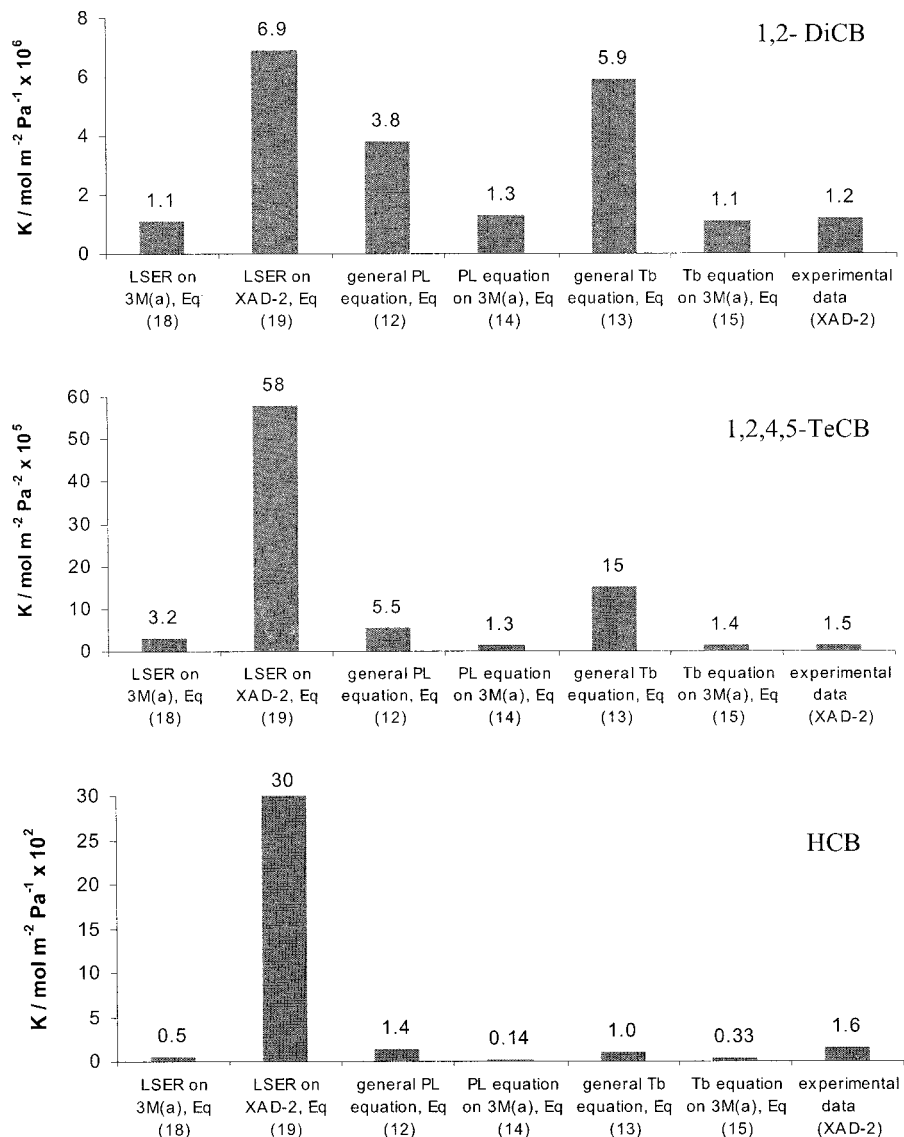 1,2- DiCB
K / mol m⁻² Pa⁻¹ x 10⁶
8
6
4
2
0
1.1
6.9
3.8
1.3
5.9
1.1
1.2
LSER on 3M(a), Eq (18)
LSER on XAD-2, Eq (19)
general PL equation, Eq (12)
PL equation on 3M(a), Eq (14)
general Tb equation, Eq (13)
Tb equation on 3M(a), Eq (15)
experimental data (XAD-2)
1,2,4,5-TeCB
K / mol m⁻² Pa⁻² x 10⁵
60
50
40
30
20
10
0
3.2
58
5.5
1.3
15
1.4
1.5
LSER on 3M(a), Eq (18)
LSER on XAD-2, Eq (19)
general PL equation, Eq (12)
PL equation on 3M(a), Eq (14)
general Tb equation, Eq (13)
Tb equation on 3M(a), Eq (15)
experimental data (XAD-2)
HCB
K / mol m⁻² Pa⁻¹ x 10²
30
25
20
15
10
5
0
0.5
30
1.4
0.14
1.0
0.33
1.6
LSER on 3M(a), Eq (18)
LSER on XAD-2, Eq (19)
general PL equation, Eq (12)
PL equation on 3M(a), Eq (14)
general Tb equation, Eq (13)
Tb equation on 3M(a), Eq (15)
experimental data (XAD-2)